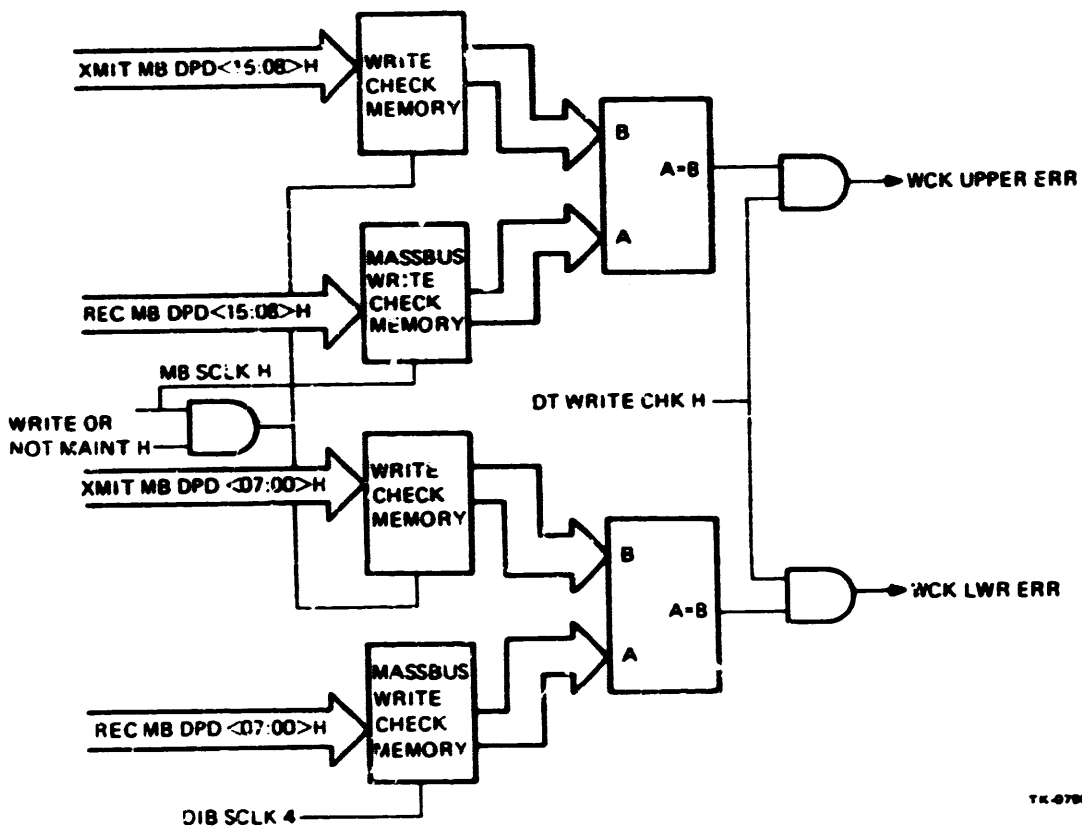 XMIT MB DPD<15:08>H
WRITE
CHECK
MEMORY
B
A=B
A
WCK UPPER ERR
MASSBUS
WRITE
CHECK
MEMORY
REC MB DPD<15:08>H
MB SCLK H
WRITE OR
NOT MAINT H
DT WRITE CHK H
XMIT MB DPD <07:00>H
WRITE
CHECK
MEMORY
B
A=B
A
WCK LWR ERR
MASSBUS
WRITE
CHECK
MEMORY
REC MB DPD <07:00>H
DIB SCLK 4